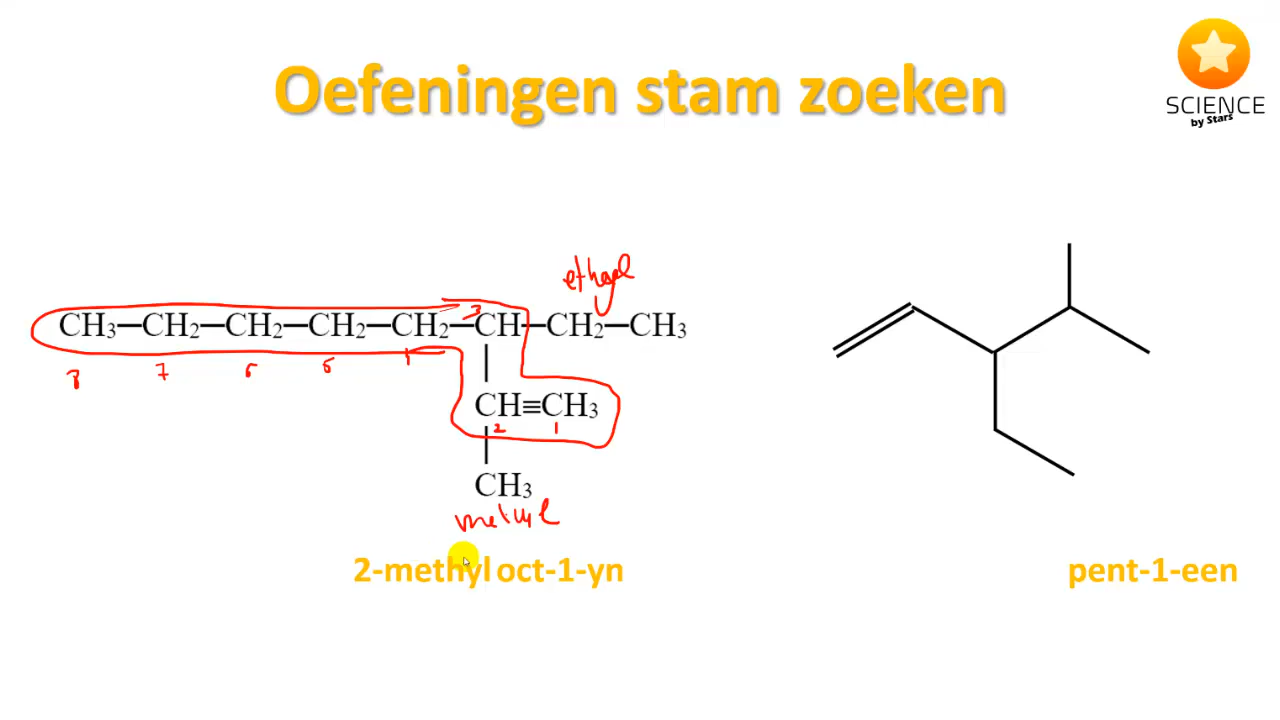 Oefeningen stam zoeken
SCIENCE
by Stars
ethyl
CH3—CH2—CH2—CH2—CH2—CH—CH2—CH3
3
8 7 6 5
CH≡CH3
2 1
CH3
methyl
2-methyl oct-1-yn
pent-1-een